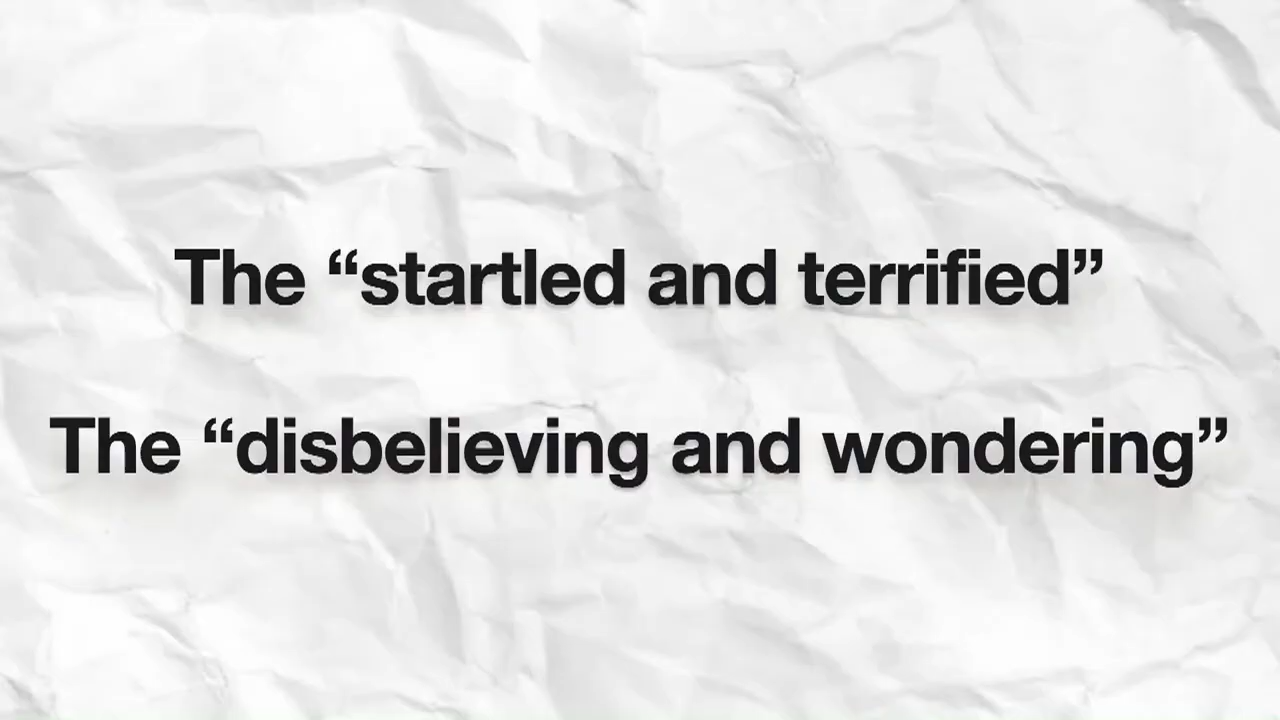 The “startled and terrified”
The “disbelieving and wondering”